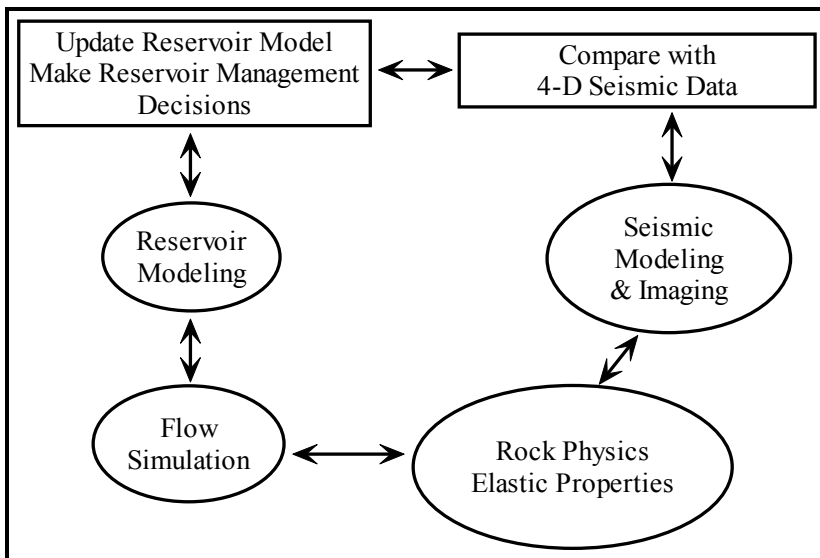 Update Reservoir Model
Make Reservoir Management
Decisions
Compare with
4-D Seismic Data
Reservoir
Modeling
Seismic
Modeling
& Imaging
Flow
Simulation
Rock Physics
Elastic Properties